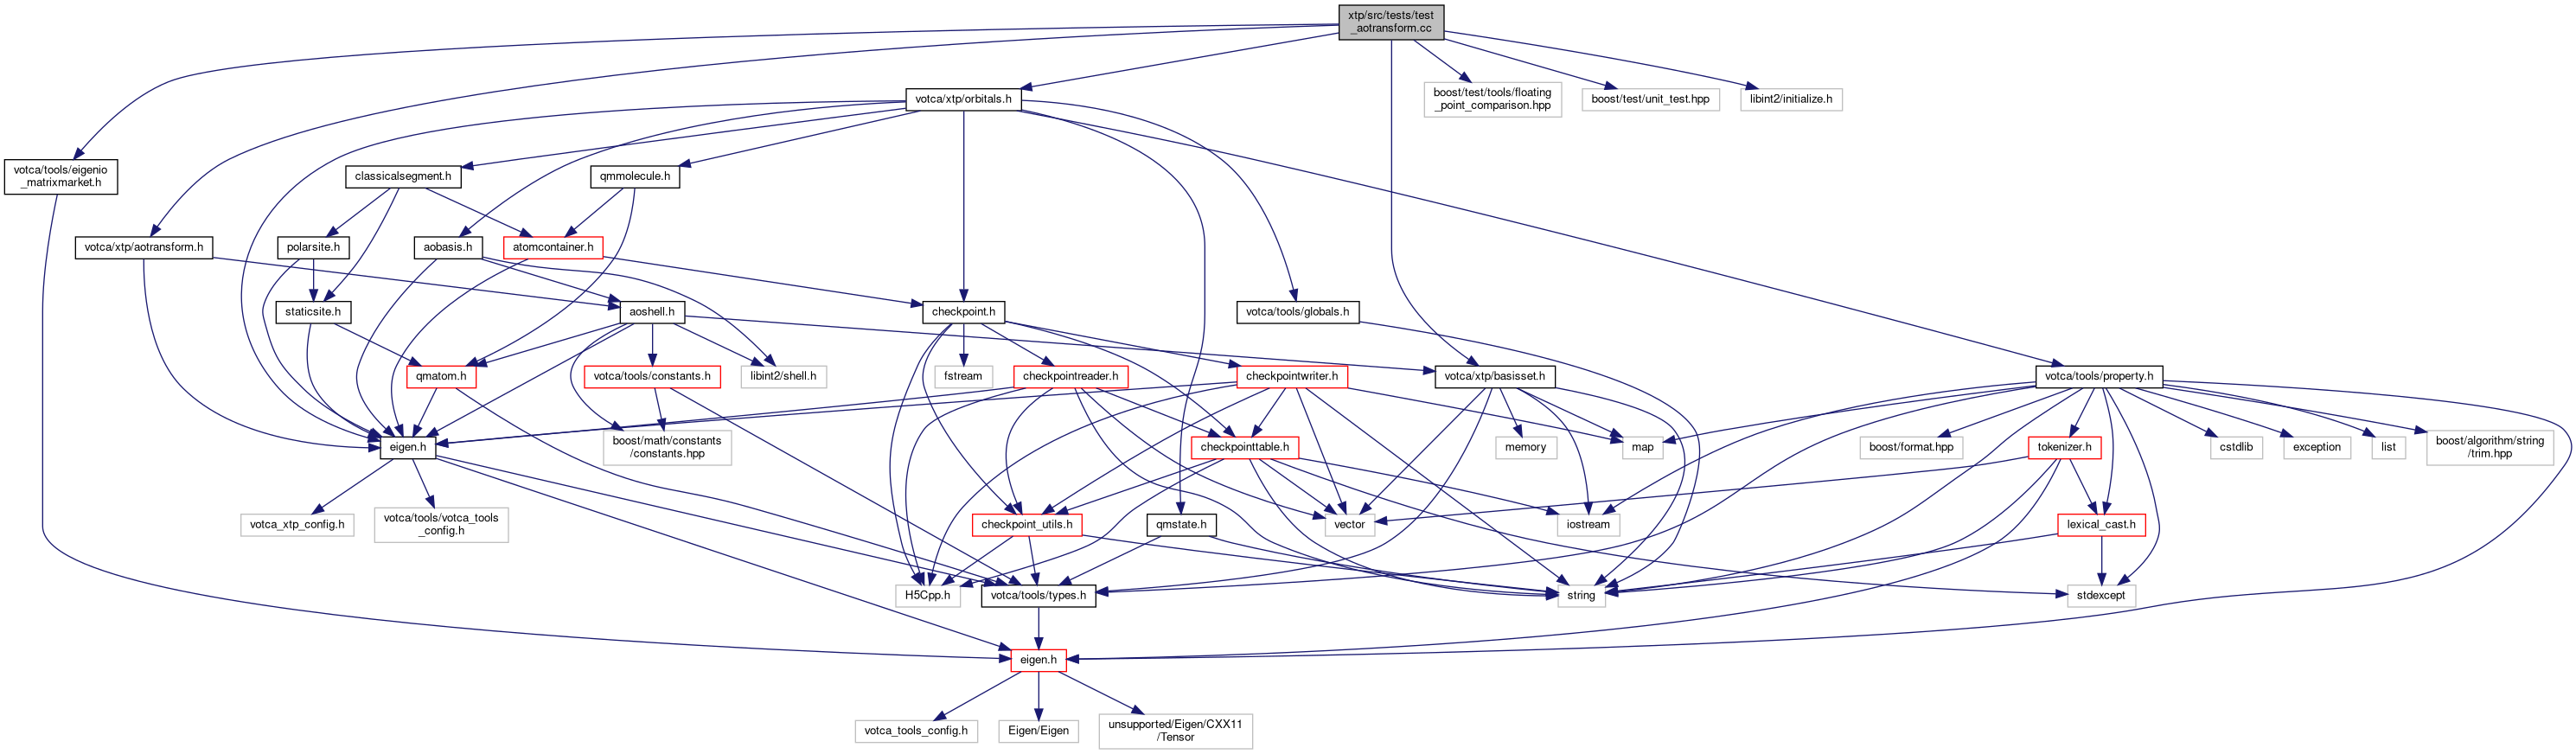 xtp/src/tests/test
_aotransform.cc
votca/xtp/orbitals.h
boost/test/tools/floating
_point_comparison.hpp
boost/test/unit_test.hpp
libint2/initialize.h
votca/tools/eigenio
_matrixmarket.h
classicalsegment.h
qmmolecule.h
votca/xtp/aotransform.h
polarsite.h
aobasis.h
atomcontainer.h
staticsite.h
aoshell.h
checkpoint.h
votca/tools/globals.h
qmatom.h
votca/tools/constants.h
libint2/shell.h
fstream
checkpointreader.h
checkpointwriter.h
votca/xtp/basisset.h
votca/tools/property.h
eigen.h
boost/math/constants
/constants.hpp
checkpointtable.h
memory
map
boost/format.hpp
tokenizer.h
cstdlib
exception
list
boost/algorithm/string
/trim.hpp
votca_xtp_config.h
votca/tools/votca_tools
_config.h
checkpoint_utils.h
qmstate.h
vector
iostream
lexical_cast.h
H5Cpp.h
votca/tools/types.h
string
stdexcept
eigen.h
votca_tools_config.h
Eigen/Eigen
unsupported/Eigen/CXX11
/Tensor